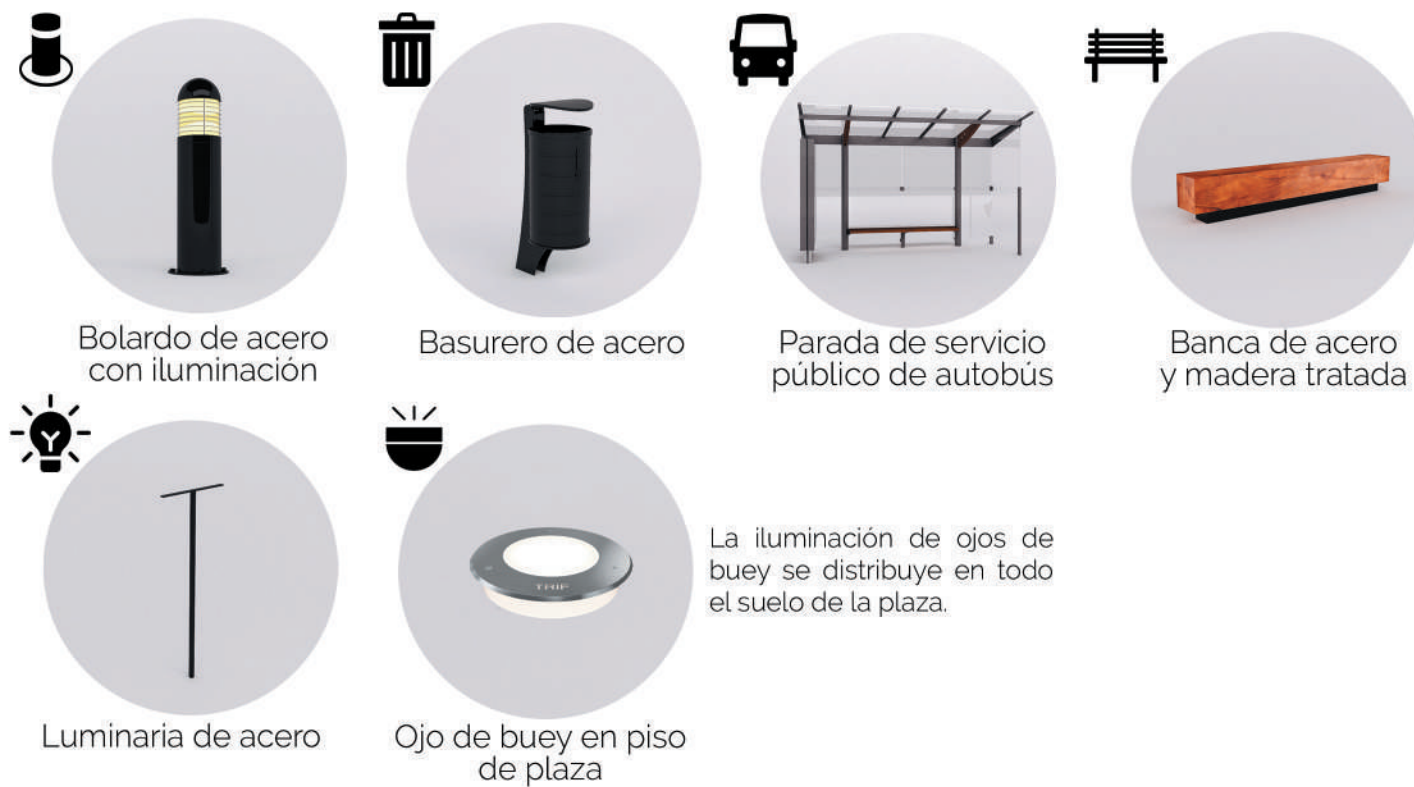 Bolardo de acero
con iluminación
Basurero de acero
Parada de servicio
público de autobús
Banca de acero
y madera tratada
Luminaria de acero
Ojo de buey en piso
de plaza
La iluminación de ojos de
buey se distribuye en todo
el suelo de la plaza.